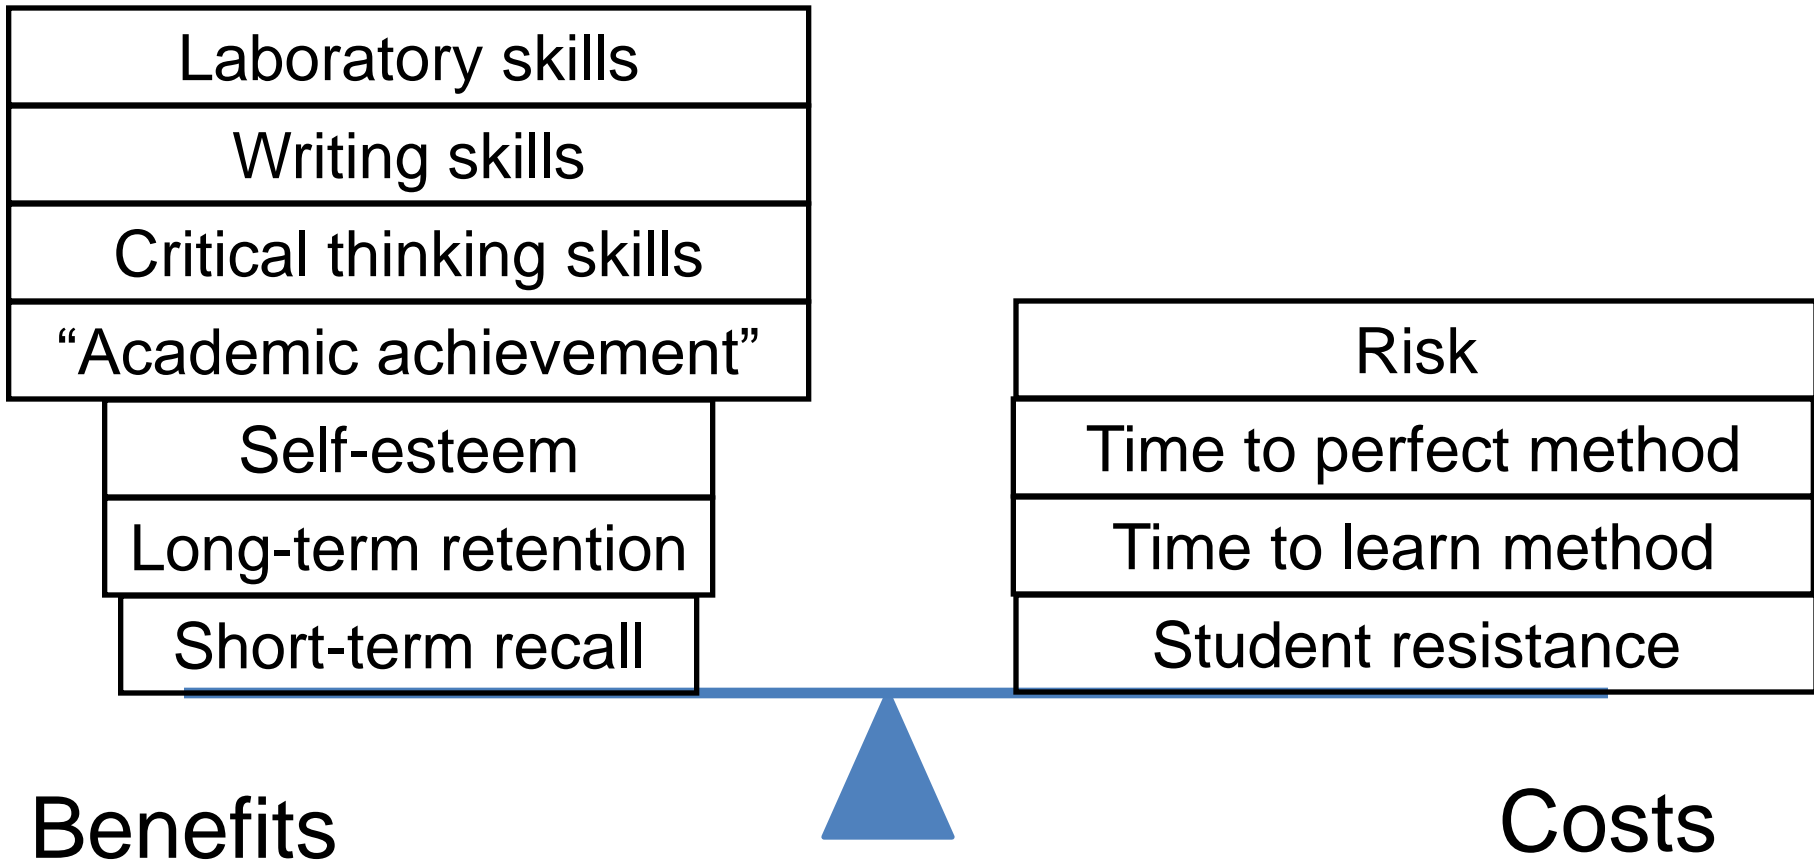 Laboratory skills
Writing skills
Critical thinking skills
“Academic achievement”
Self-esteem
Long-term retention
Short-term recall
Risk
Time to perfect method
Time to learn method
Student resistance
Benefits
Costs